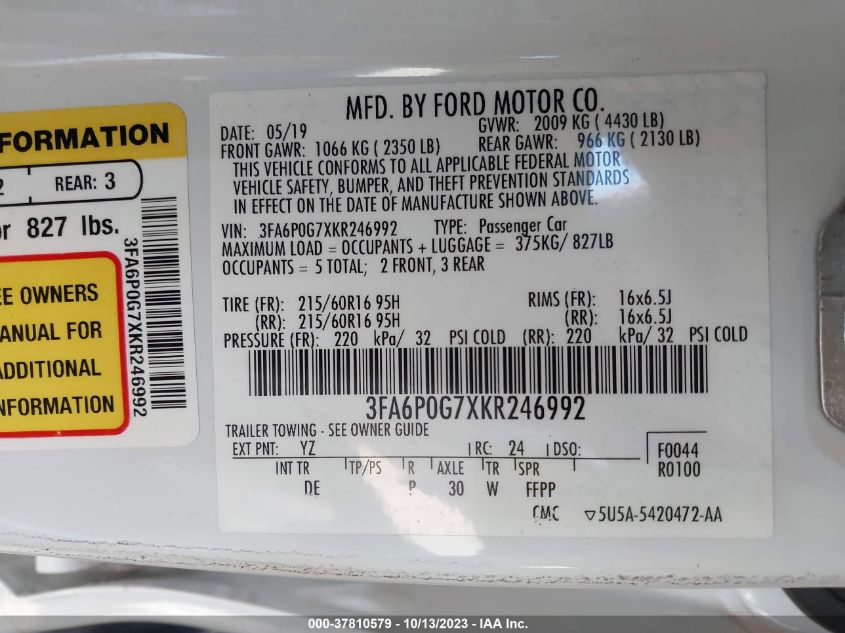 FORMATION
2 REAR: 3
or 827 lbs.
EE OWNERS
ANUAL FOR
ADDITIONAL
NFORMATION
3FA6P0G7XKR246992
MFD. BY FORD MOTOR CO.
DATE: 05/19 GVWR: 2009 KG ( 4430 LB)
FRONT GAWR: 1066 KG ( 2350 LB) REAR GAWR: 966 KG ( 2130 LB)
THIS VEHICLE CONFORMS TO ALL APPLICABLE FEDERAL MOTOR
VEHICLE SAFETY, BUMPER, AND THEFT PREVENTION STANDARDS
IN EFFECT ON THE DATE OF MANUFACTURE SHOWN ABOVE.
VIN: 3FA6P0G7XKR246992 TYPE: Passenger Car
MAXIMUM LOAD = OCCUPANTS + LUGGAGE = 375KG/ 827LB
OCCUPANTS = 5 TOTAL; 2 FRONT, 3 REAR
TIRE (FR): 215/60R16 95H RIMS (FR): 16x6.5J
(RR): 215/60R16 95H (RR): 16x6.5J
PRESSURE (FR): 220 kPa/ 32 PSI COLD (RR): 220 kPa/ 32 PSI COLD
3FA6P0G7XKR246992
TRAILER TOWING - SEE OWNER GUIDE
EXT PNT: YZ RC: 24 DSO: F0044
INT TR TP/PS R AXLE TR SPR R0100
DE P 30 W FFPP
CMC ▽5U5A-5420472-AA
000-37810579 | 10/13/2023 - IAA Inc.